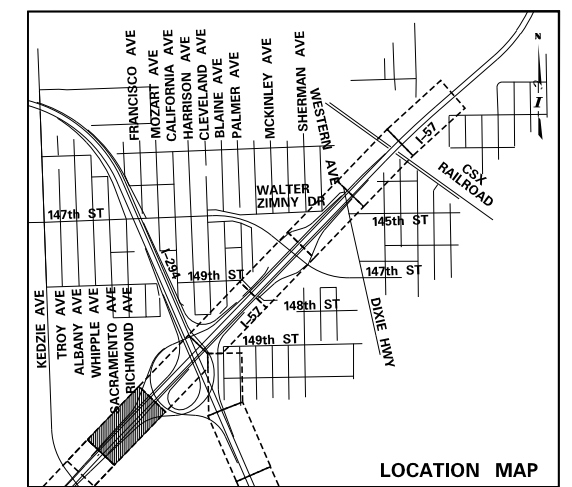 FRANCISCO AVE
MOZART AVE
CALIFORNIA AVE
HARRISON AVE
CLEVELAND AVE
BLAINE AVE
PALMER AVE
MCKINLEY AVE
SHERMAN AVE
WESTERN AVE
N
I
I-57
CSX
RAILROAD
WALTER
ZIMNY DR
147th ST
145th ST
I-294
149th ST
147th ST
I-57
148th ST
149th ST
DIXIE HWY
KEDZIE AVE
TROY AVE
ALBANY AVE
WHIPPLE AVE
SACRAMENTO AVE
RICHMOND AVE
LOCATION MAP